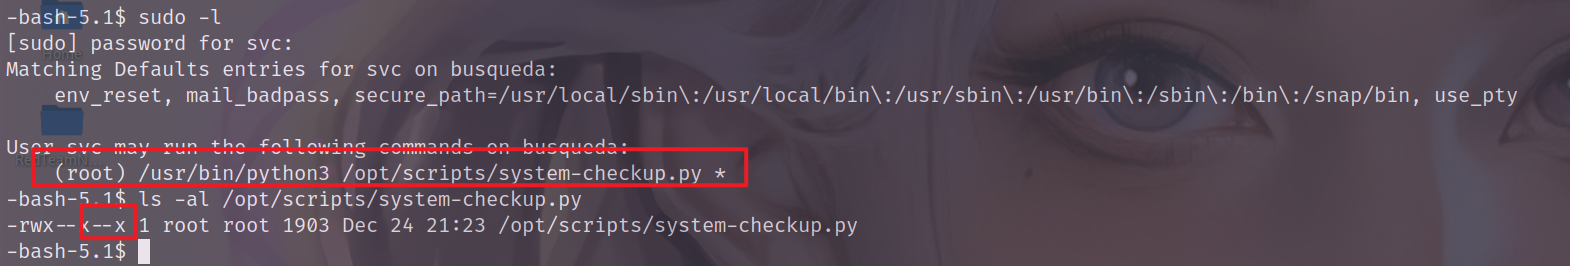 -bash-5.1$ sudo -l
[sudo] password for svc:
Matching Defaults entries for svc on busqueda:
    env_reset, mail_badpass, secure_path=/usr/local/sbin\:/usr/local/bin\:/usr/sbin\:/usr/bin\:/sbin\:/bin\:/snap/bin, use_pty

User svc may run the following commands on busqueda:
    (root) /usr/bin/python3 /opt/scripts/system-checkup.py *
-bash-5.1$ ls -al /opt/scripts/system-checkup.py
-rwx--x--x 1 root root 1903 Dec 24 21:23 /opt/scripts/system-checkup.py
-bash-5.1$
Home
RedTeamN...